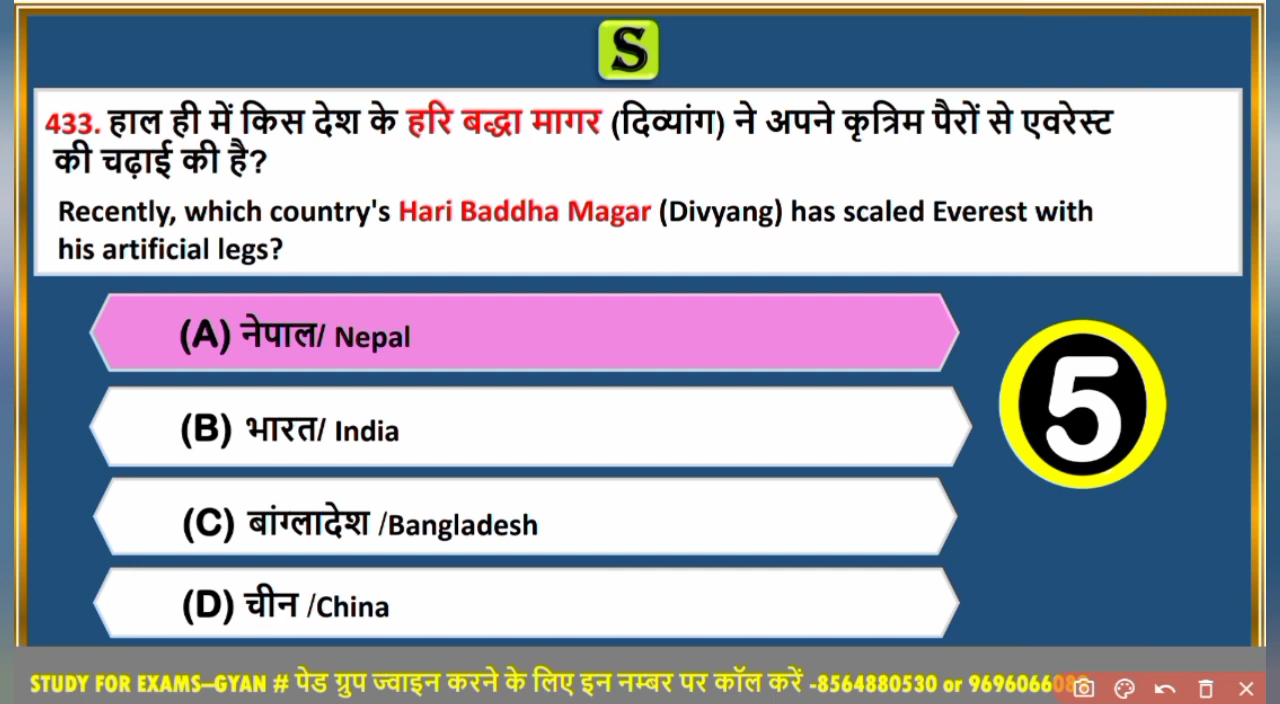 S
433. हाल ही में किस देश के हरि बद्धा मागर (दिव्यांग) ने अपने कृत्रिम पैरों से एवरेस्ट
की चढ़ाई की है?
Recently, which country's Hari Baddha Magar (Divyang) has scaled Everest with
his artificial legs?
(A) नेपाल/ Nepal
(B) भारत/ India
5
(C) बांग्लादेश /Bangladesh
(D) चीन /China
STUDY FOR EXAMS–GYAN # पेड ग्रुप ज्वाइन करने के लिए इन नम्बर पर कॉल करें -8564880530 or